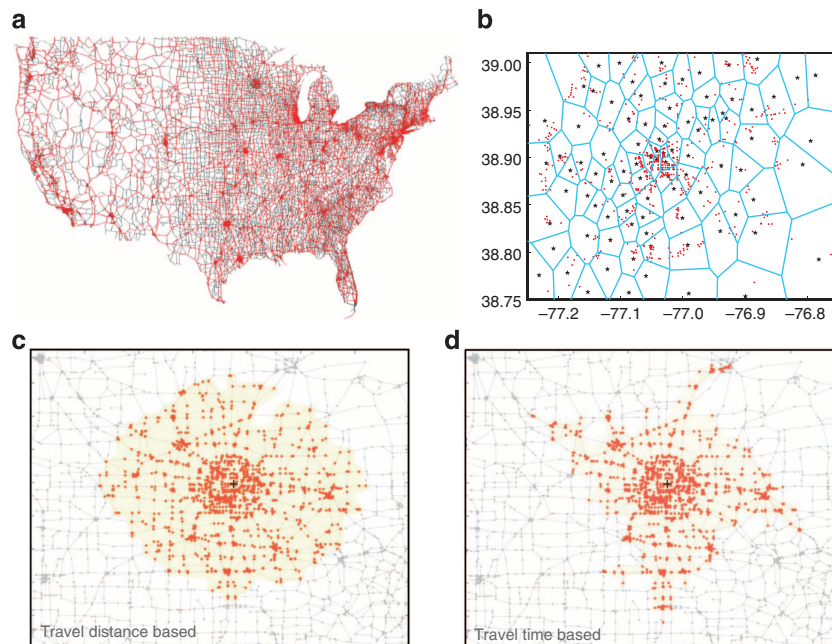 a
b
39.00
38.95
38.90
38.85
38.80
38.75
−77.2 −77.1 −77.0 −76.9 −76.8
c
d
Travel distance based
Travel time based